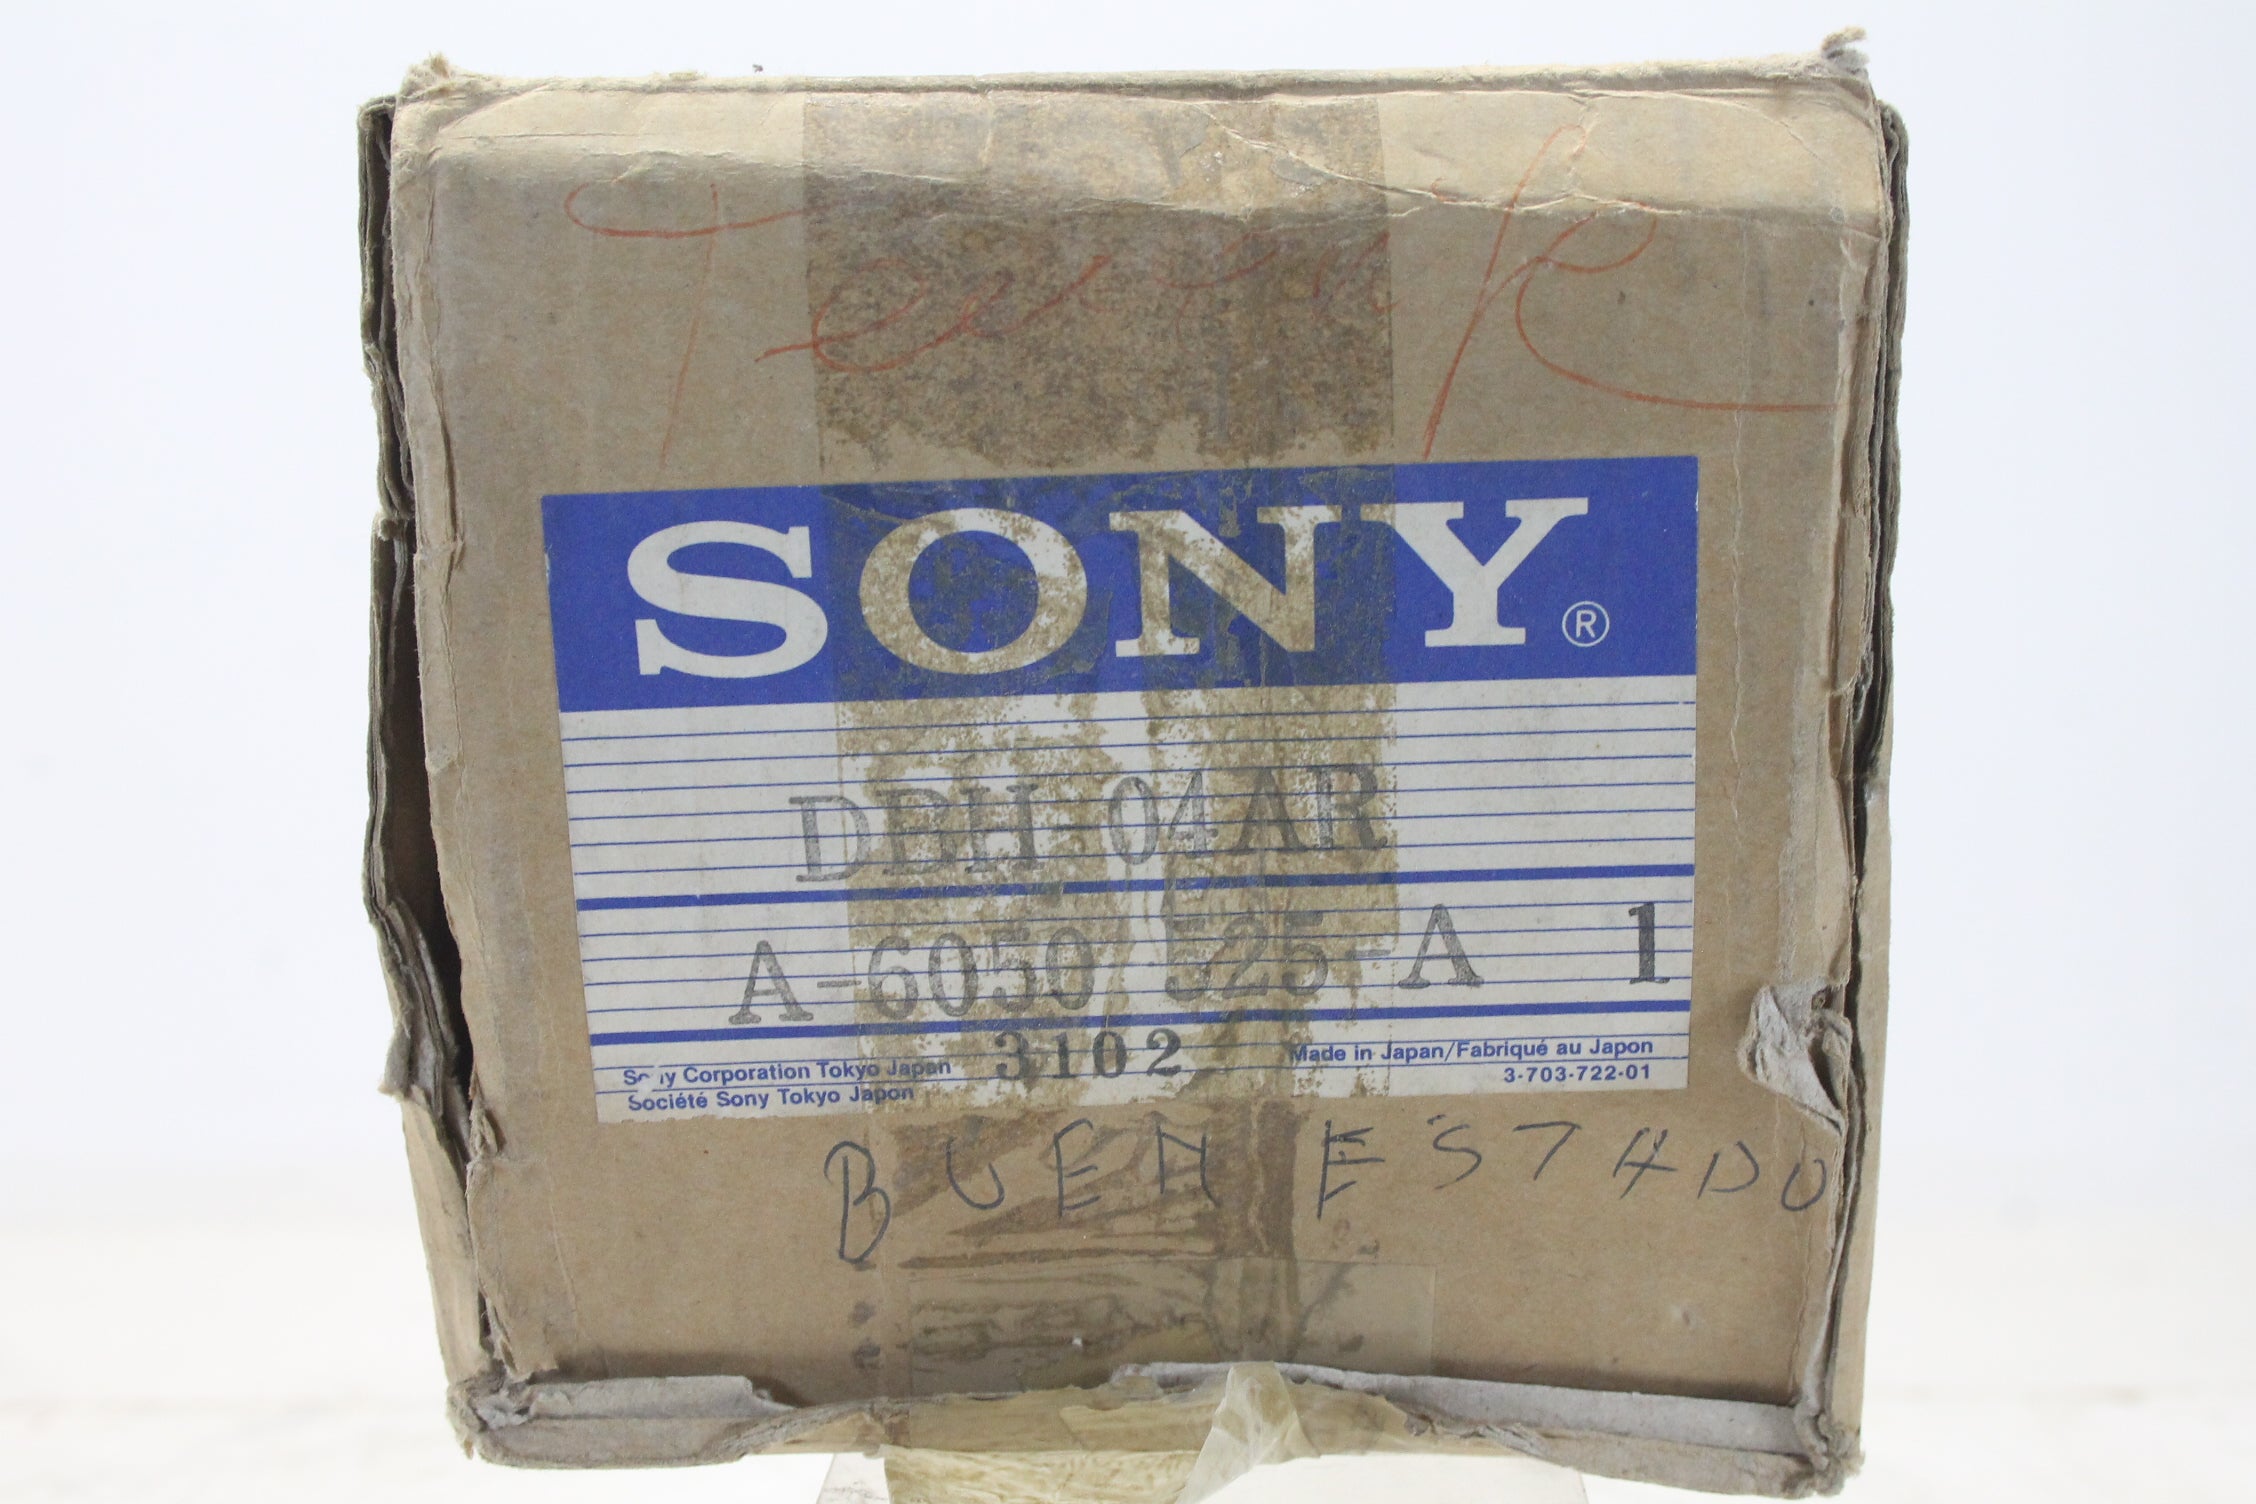 SONY®
DBH-04AR
A-6050-525-A 1
3102
Sony Corporation Tokyo Japan
Société Sony Tokyo Japon
Made in Japan/Fabriqué au Japon
3-703-722-01
BUEN ESTADO